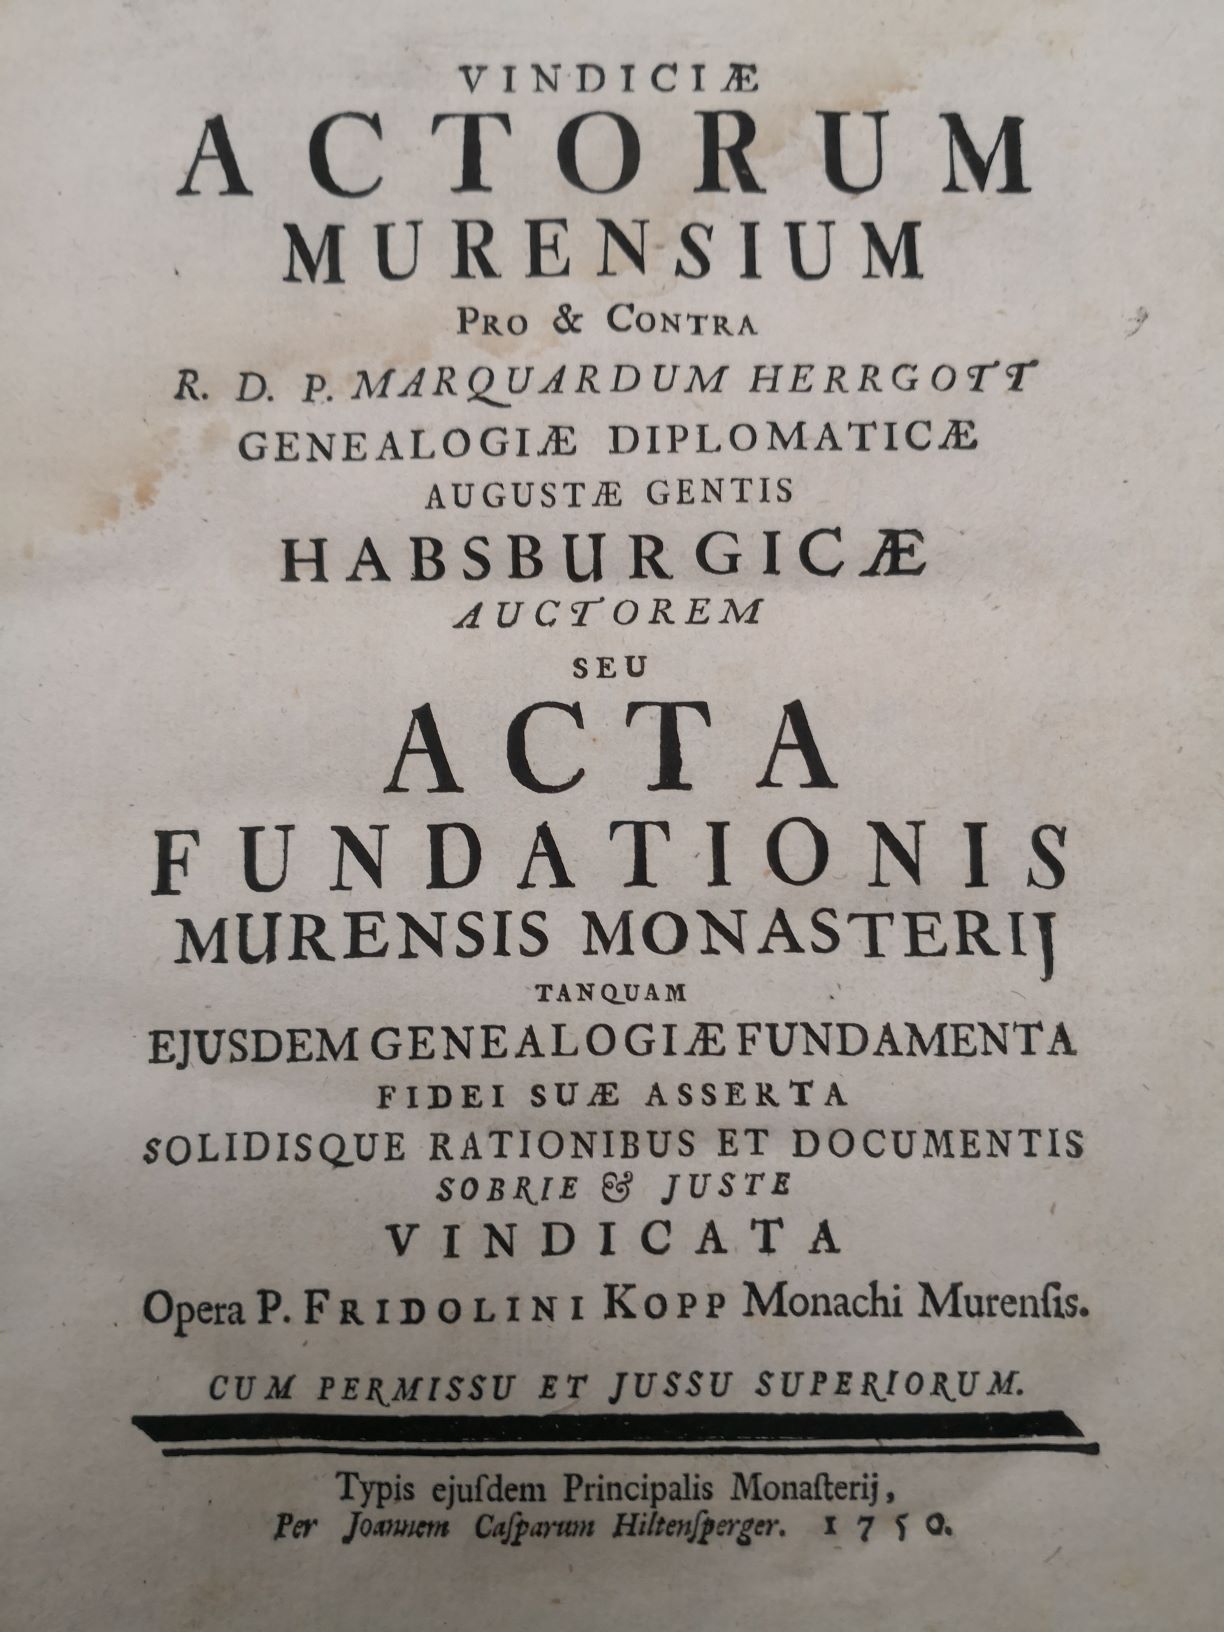 VINDICIÆ
ACTORUM
MURENSIUM
PRO & CONTRA
R. D. P. MARQUARDUM HERRGOTT
GENEALOGIÆ DIPLOMATICÆ
AUGUSTÆ GENTIS
HABSBURGICÆ
AUCTOREM
SEU
ACTA
FUNDATIONIS
MURENSIS MONASTERIJ
TANQUAM
EJUSDEM GENEALOGIÆ FUNDAMENTA
FIDEI SUÆ ASSERTA
SOLIDISQUE RATIONIBUS ET DOCUMENTIS
SOBRIE & JUSTE
VINDICATA
Opera P. FRIDOLINI KOPP Monachi Murenſis.
CUM PERMISSU ET JUSSU SUPERIORUM.
Typis ejuſdem Principalis Monaſterij,
Per Joannem Caſparum Hiltenſperger. 1750.